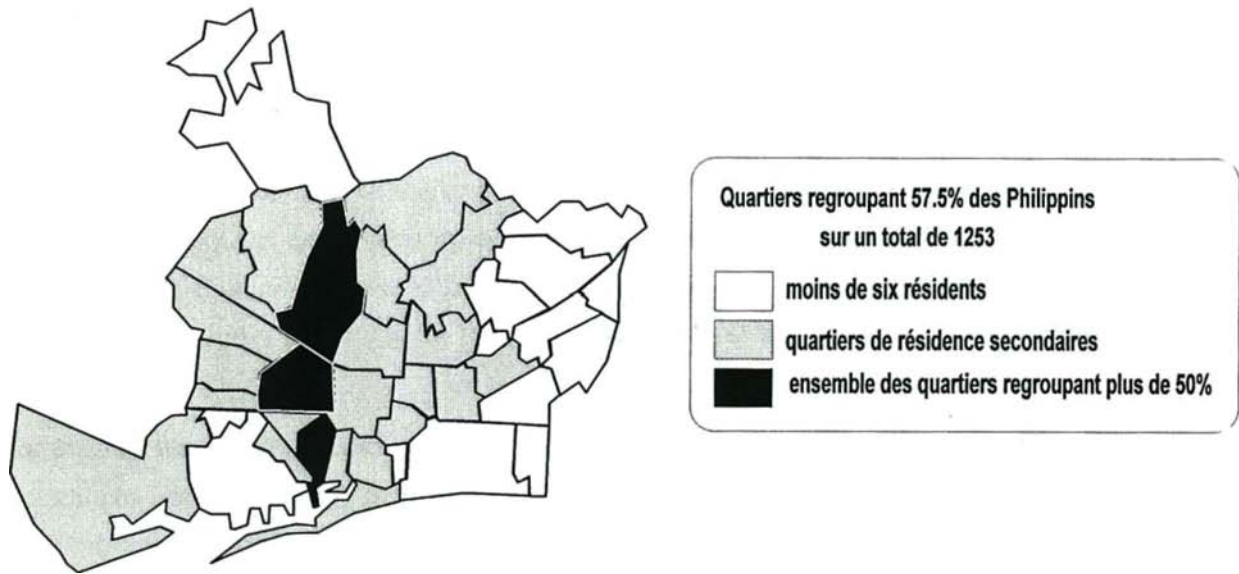 Quartiers regroupant 57.5% des Philippins
sur un total de 1253
moins de six résidents
quartiers de résidence secondaires
ensemble des quartiers regroupant plus de 50%